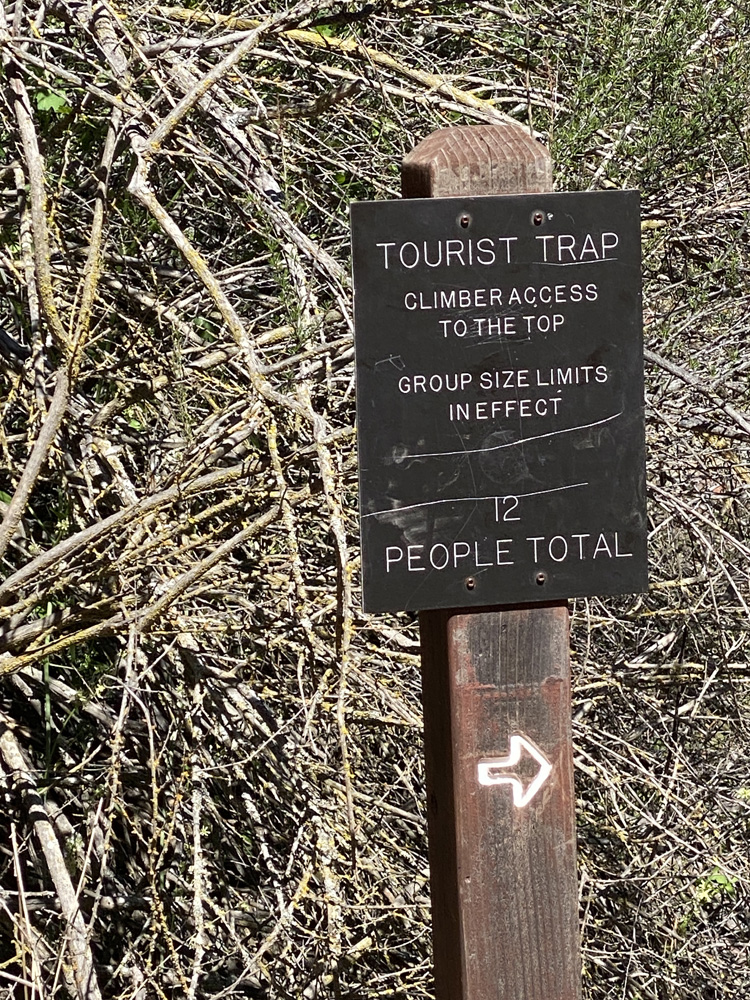 TOURIST TRAP
CLIMBER ACCESS
TO THE TOP
GROUP SIZE LIMITS
IN EFFECT
12
PEOPLE TOTAL